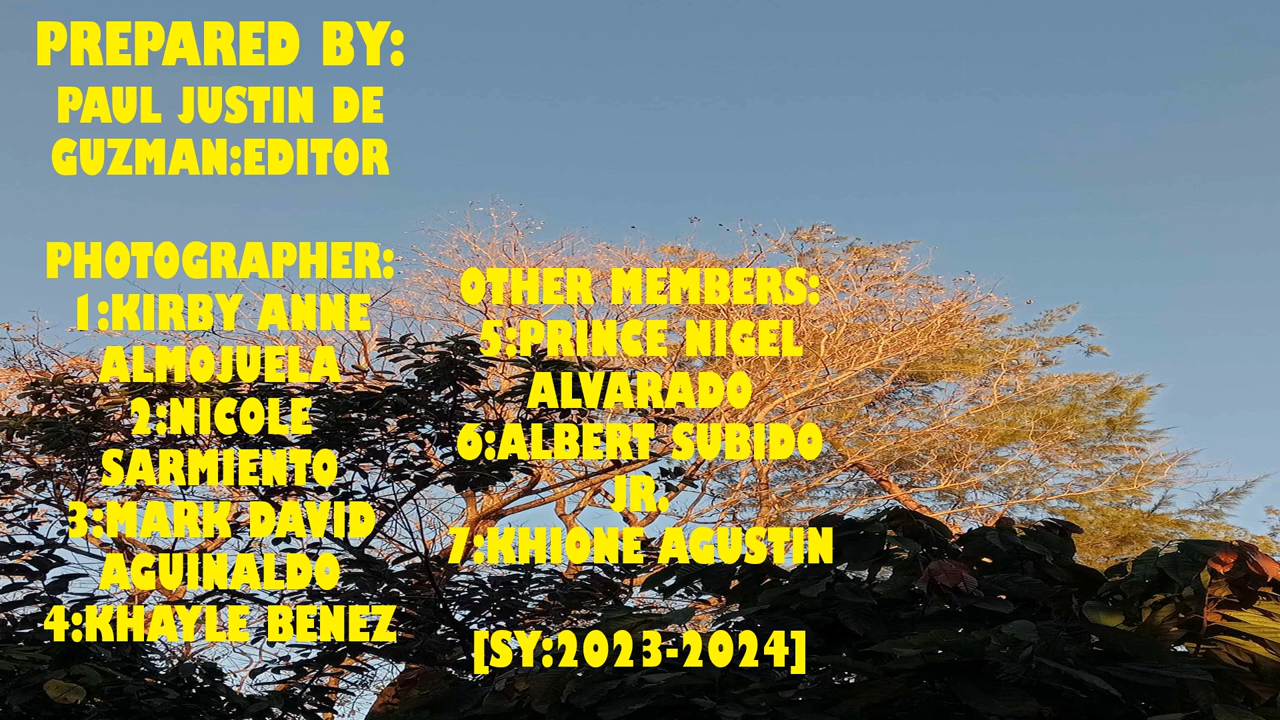 PREPARED BY:
PAUL JUSTIN DE
GUZMAN:EDITOR
PHOTOGRAPHER:
1:KIRBY ANNE
ALMOJUELA
2:NICOLE
SARMIENTO
3:MARK DAVID
AGUINALDO
4:KHAYLE BENEZ
OTHER MEMBERS:
5:PRINCE NIGEL
ALVARADO
6:ALBERT SUBIDO
JR.
7:KHIONE AGUSTIN
[SY:2023-2024]